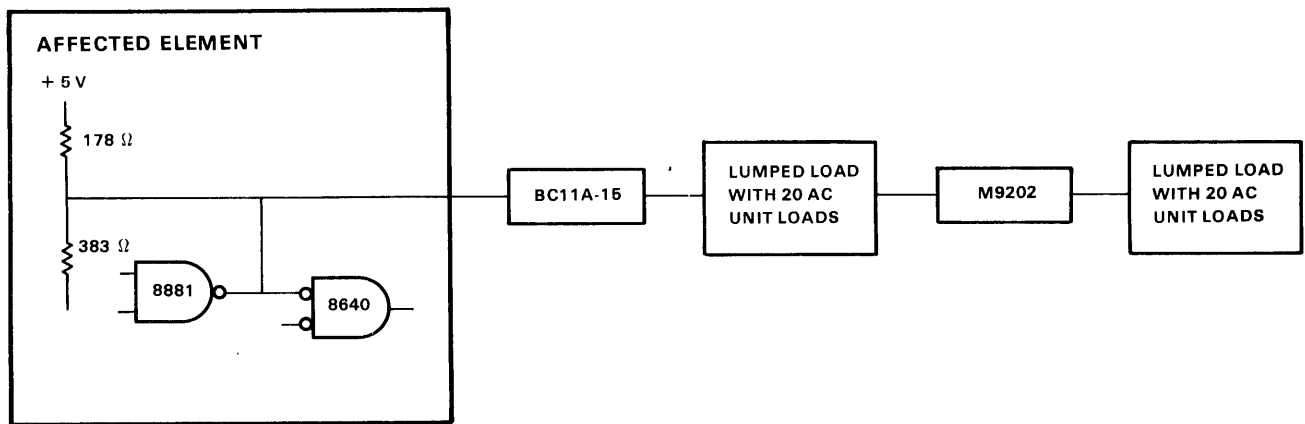 AFFECTED ELEMENT
+ 5 V
178 Ω
383 Ω
8881
8640
BC11A-15
LUMPED LOAD
WITH 20 AC
UNIT LOADS
M9202
LUMPED LOAD
WITH 20 AC
UNIT LOADS